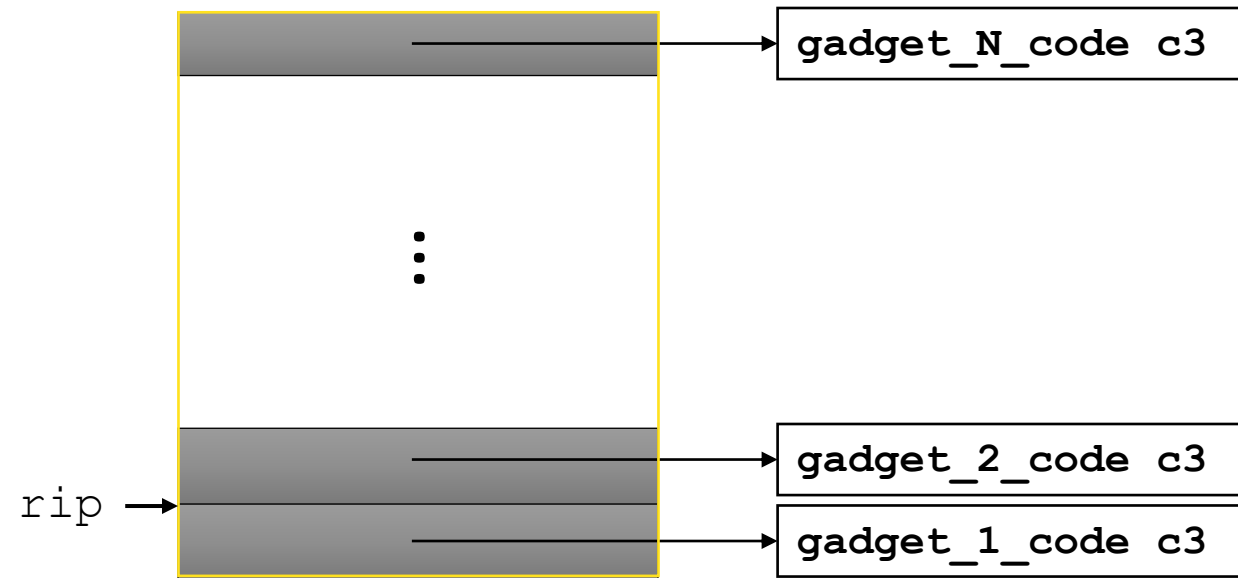 gadget_N_code c3
⋮
gadget_2_code c3
rip
gadget_1_code c3